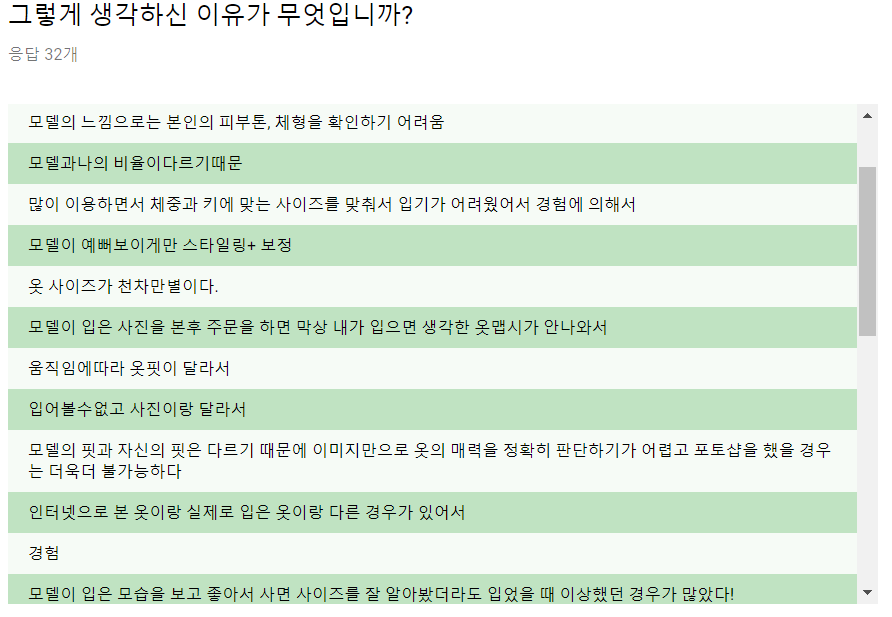 그렇게 생각하신 이유가 무엇입니까?
응답 32개
모델의 느낌으로는 본인의 피부톤, 체형을 확인하기 어려움
모델과나의 비율이다르기때문
많이 이용하면서 체중과 키에 맞는 사이즈를 맞춰서 입기가 어려웠어서 경험에 의해서
모델이 예뻐보이게만 스타일링+ 보정
옷 사이즈가 천차만별이다.
모델이 입은 사진을 본후 주문을 하면 막상 내가 입으면 생각한 옷맵시가 안나와서
움직임에따라 옷핏이 달라서
입어볼수없고 사진이랑 달라서
모델의 핏과 자신의 핏은 다르기 때문에 이미지만으로 옷의 매력을 정확히 판단하기가 어렵고 포토샵을 했을 경우
는 더욱더 불가능하다
인터넷으로 본 옷이랑 실제로 입은 옷이랑 다른 경우가 있어서
경험
모델이 입은 모습을 보고 좋아서 사면 사이즈를 잘 알아봤더라도 입었을 때 이상했던 경우가 많았다!